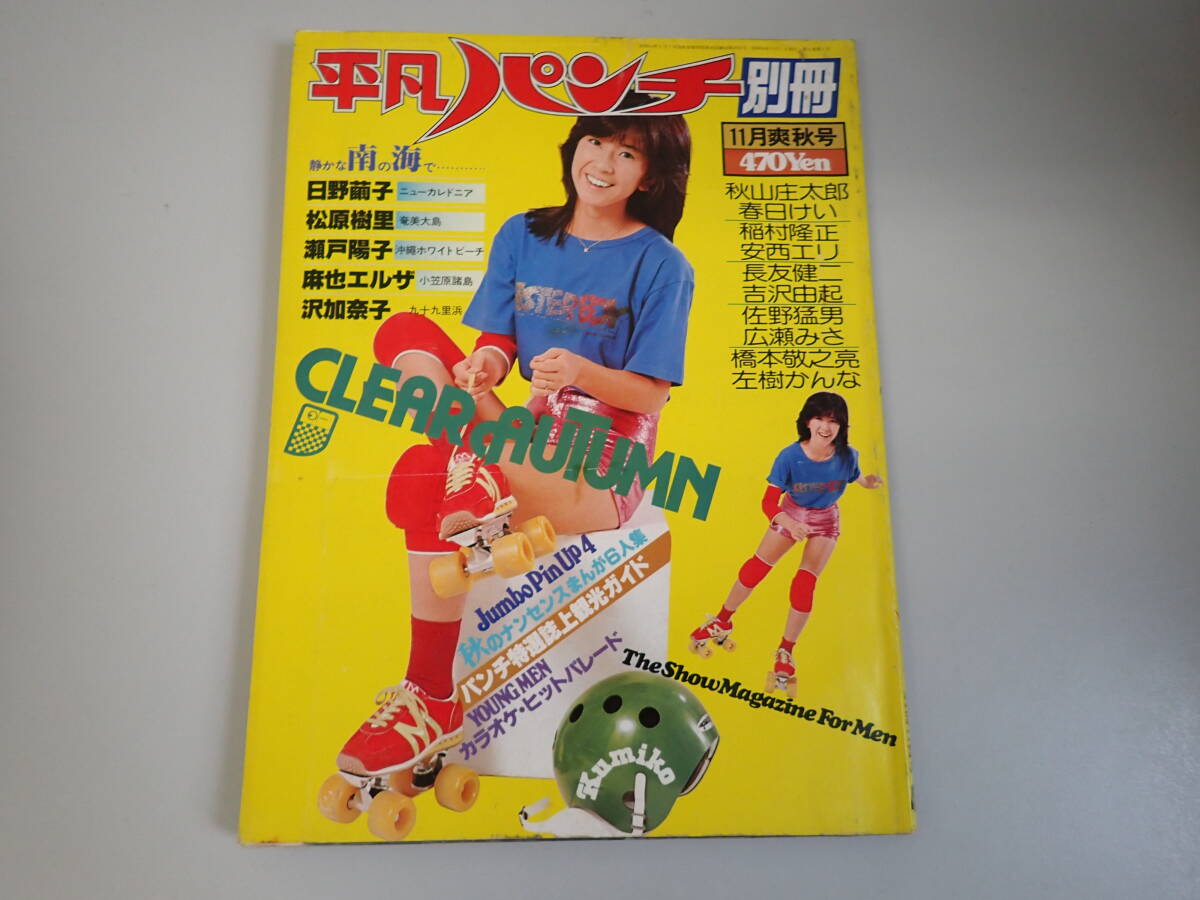 平凡パンチ 別冊
11月爽秋号
470Yen
静かな南の海で…………
日野繭子 ニューカレドニア
松原樹里 奄美大島
瀬戸陽子 沖縄ホワイトビーチ
麻也エルザ 小笠原諸島
沢加奈子 九十九里浜
秋山庄太郎
春日けい
稲村隆正
安西エリ
長友健二
吉沢由起
佐野猛男
広瀬みさ
橋本敬之亮
左樹かんな
CLEAR AUTUMN
Jumbo Pin Up 4
秋のナンセンスまんが6人集
パンチ特選誌上観光ガイド
YOUNG MEN
カラオケ・ヒットパレード
The Show Magazine For Men
Kumiko
N